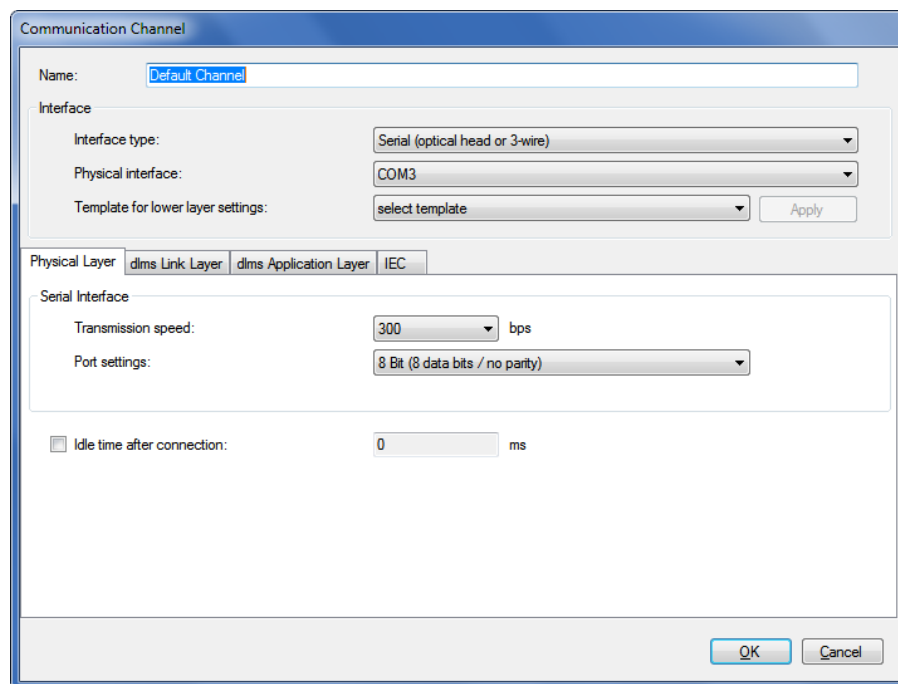 Communication Channel
Name: Default Channel
Interface
Interface type: Serial (optical head or 3-wire)
Physical interface: COM3
Template for lower layer settings: select template Apply
Physical Layer dlms Link Layer dlms Application Layer IEC
Serial Interface
Transmission speed: 300 bps
Port settings: 8 Bit (8 data bits / no parity)
Idle time after connection: 0 ms
OK Cancel